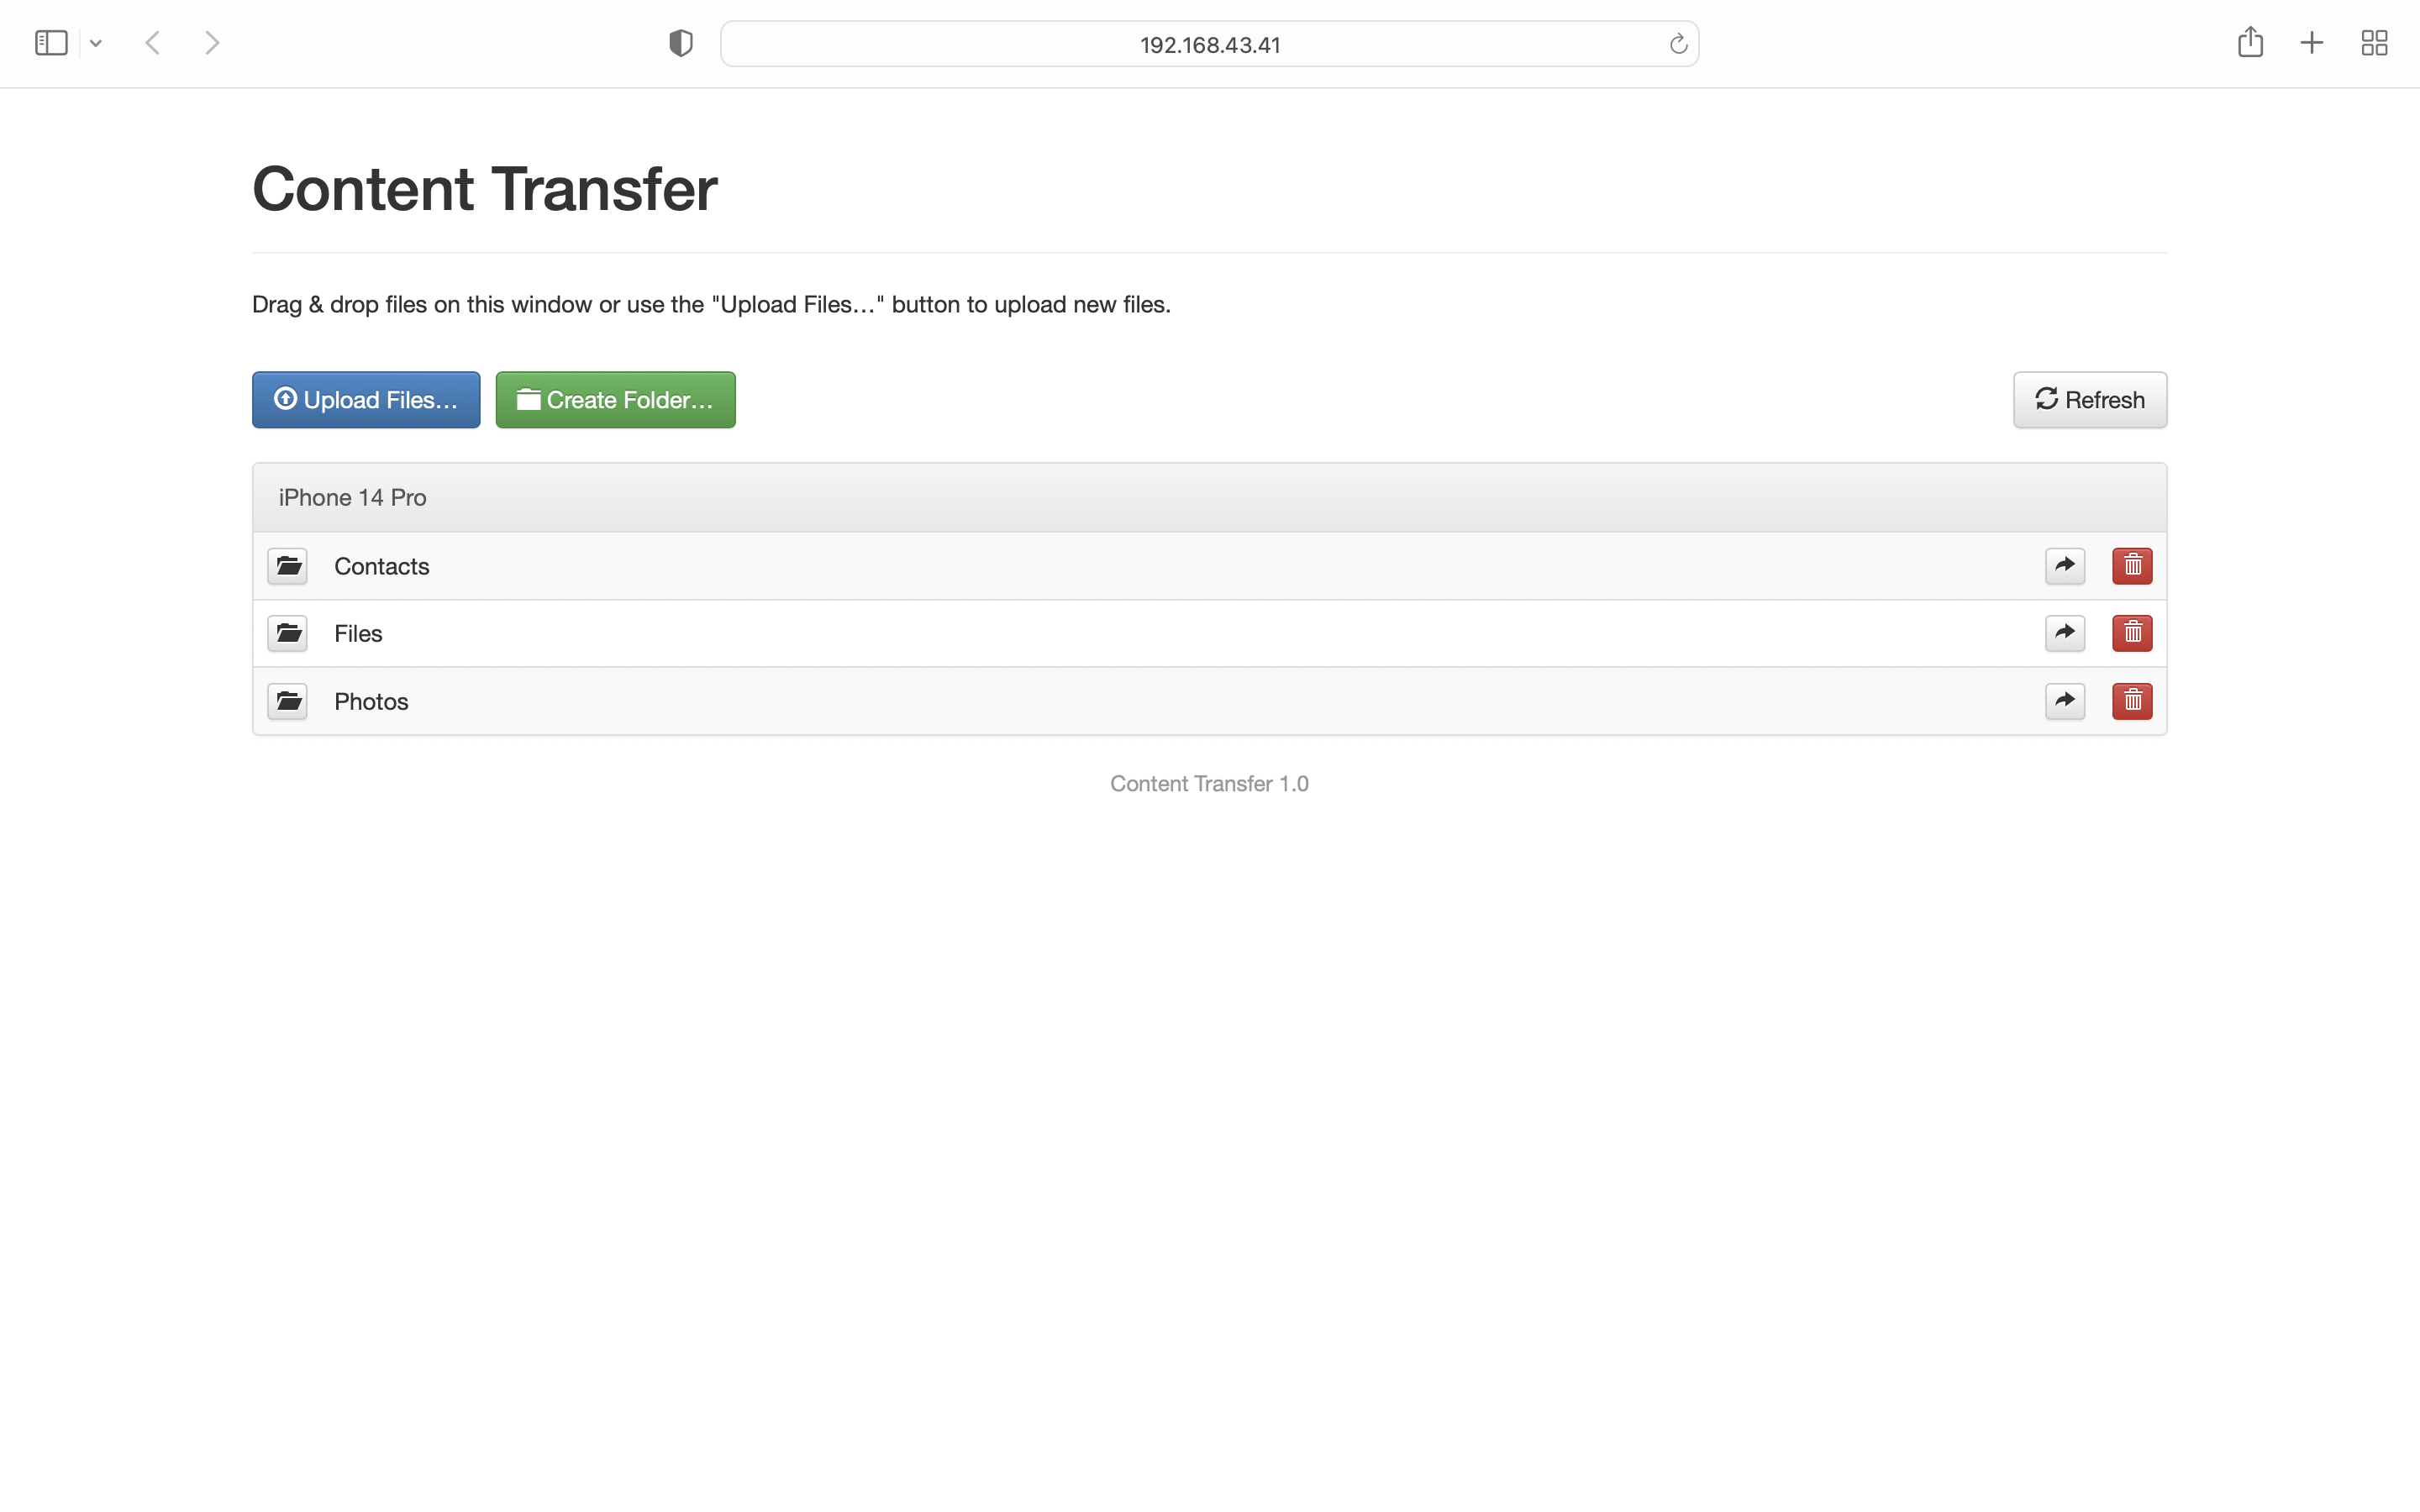 192.168.43.41
Content Transfer
Drag & drop files on this window or use the "Upload Files…" button to upload new files.
Upload Files…
Create Folder…
Refresh
iPhone 14 Pro
Contacts
Files
Photos
Content Transfer 1.0